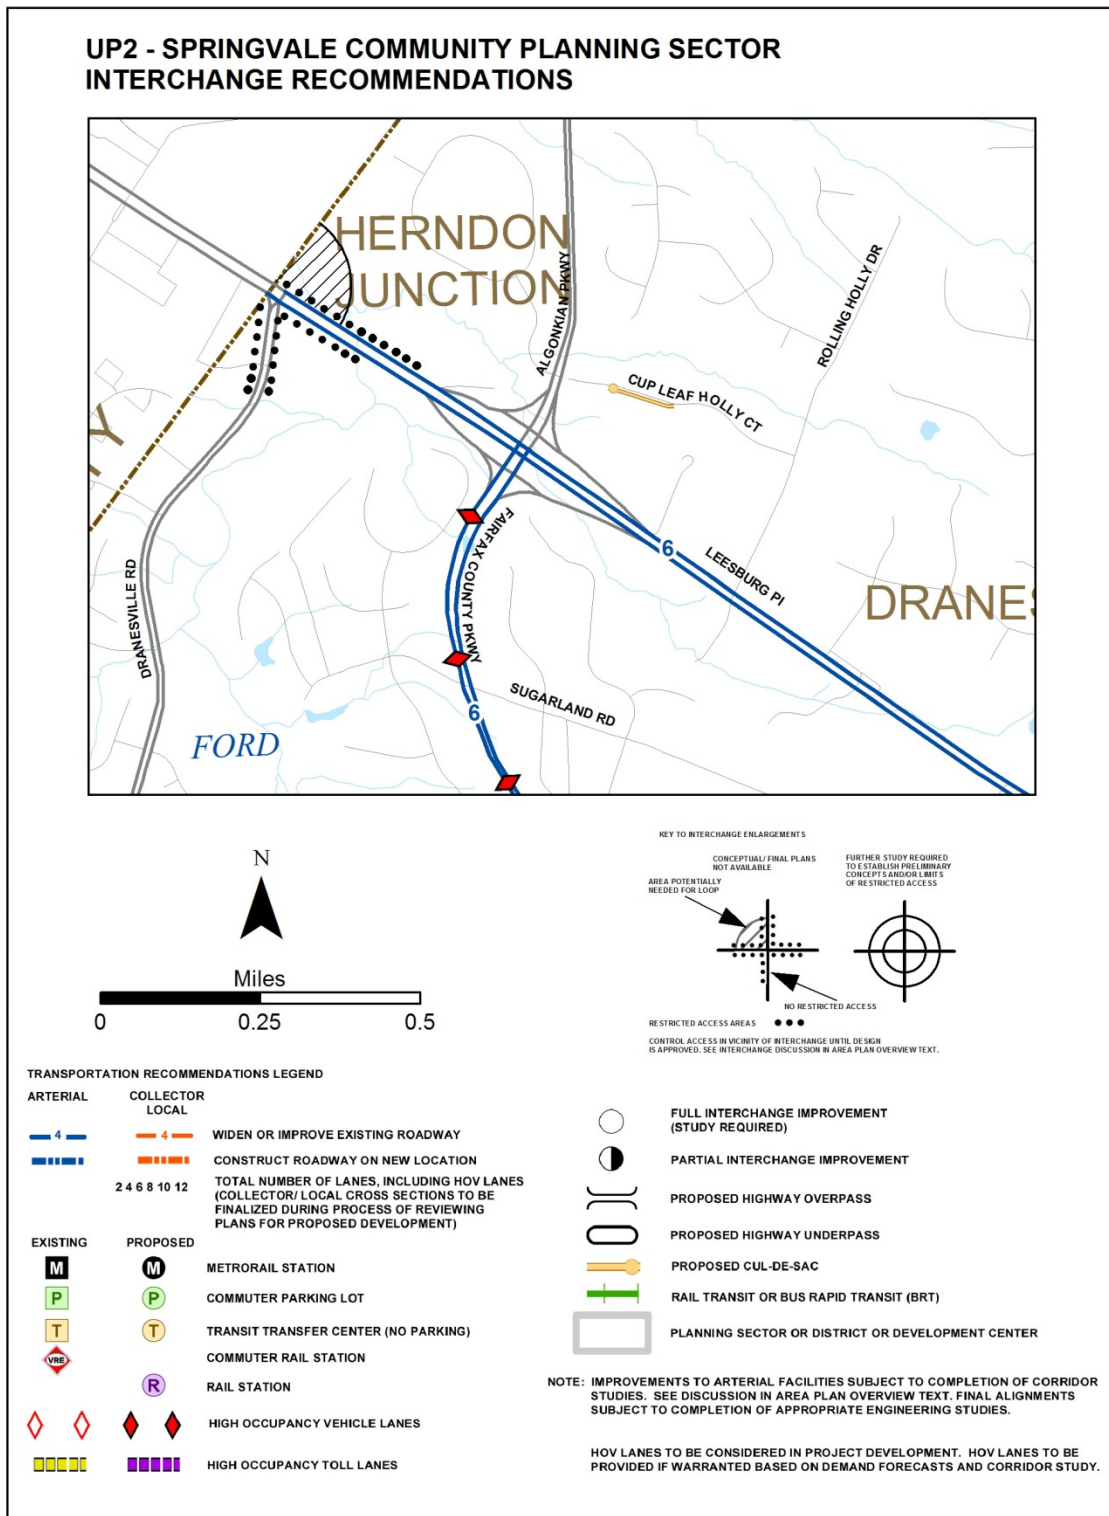 UP2 - SPRINGVALE COMMUNITY PLANNING SECTOR
INTERCHANGE RECOMMENDATIONS
HERNDON
JUNCTION
ALGONKIAN PKWY
ROLLING HOLLY DR
CUP LEAF HOLLY CT
Y
FAIRFAX COUNTY PKWY
6
LEESBURG PI
DRANES
DRANESVILLE RD
SUGARLAND RD
6
FORD
N
Miles
0 0.25 0.5
KEY TO INTERCHANGE ENLARGEMENTS
CONCEPTUAL/ FINAL PLANS
NOT AVAILABLE
AREA POTENTIALLY
NEEDED FOR LOOP
FURTHER STUDY REQUIRED
TO ESTABLISH PRELIMINARY
CONCEPTS AND/OR LIMITS
OF RESTRICTED ACCESS
NO RESTRICTED ACCESS
RESTRICTED ACCESS AREAS
CONTROL ACCESS IN VICINITY OF INTERCHANGE UNTIL DESIGN
IS APPROVED. SEE INTERCHANGE DISCUSSION IN AREA PLAN OVERVIEW TEXT.
TRANSPORTATION RECOMMENDATIONS LEGEND
ARTERIAL
COLLECTOR
LOCAL
4 4 WIDEN OR IMPROVE EXISTING ROADWAY
CONSTRUCT ROADWAY ON NEW LOCATION
2 4 6 8 10 12 TOTAL NUMBER OF LANES, INCLUDING HOV LANES
(COLLECTOR/ LOCAL CROSS SECTIONS TO BE
FINALIZED DURING PROCESS OF REVIEWING
PLANS FOR PROPOSED DEVELOPMENT)
EXISTING PROPOSED
M M METRORAIL STATION
P P COMMUTER PARKING LOT
T T TRANSIT TRANSFER CENTER (NO PARKING)
VRE COMMUTER RAIL STATION
R RAIL STATION
HIGH OCCUPANCY VEHICLE LANES
HIGH OCCUPANCY TOLL LANES
FULL INTERCHANGE IMPROVEMENT
(STUDY REQUIRED)
PARTIAL INTERCHANGE IMPROVEMENT
PROPOSED HIGHWAY OVERPASS
PROPOSED HIGHWAY UNDERPASS
PROPOSED CUL-DE-SAC
RAIL TRANSIT OR BUS RAPID TRANSIT (BRT)
PLANNING SECTOR OR DISTRICT OR DEVELOPMENT CENTER
NOTE: IMPROVEMENTS TO ARTERIAL FACILITIES SUBJECT TO COMPLETION OF CORRIDOR
STUDIES. SEE DISCUSSION IN AREA PLAN OVERVIEW TEXT. FINAL ALIGNMENTS
SUBJECT TO COMPLETION OF APPROPRIATE ENGINEERING STUDIES.
HOV LANES TO BE CONSIDERED IN PROJECT DEVELOPMENT. HOV LANES TO BE
PROVIDED IF WARRANTED BASED ON DEMAND FORECASTS AND CORRIDOR STUDY.